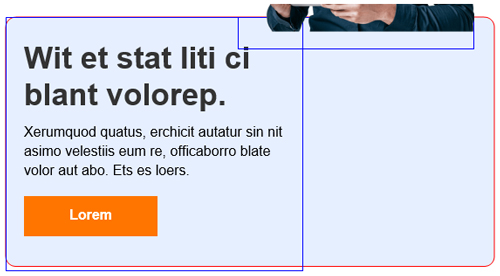 Wit et stat liti ci
blant volorep.
Xerumquod quatus, erchicit autatur sin nit
asimo velestiis eum re, officaborro blate
volor aut abo. Ets es loers.
Lorem